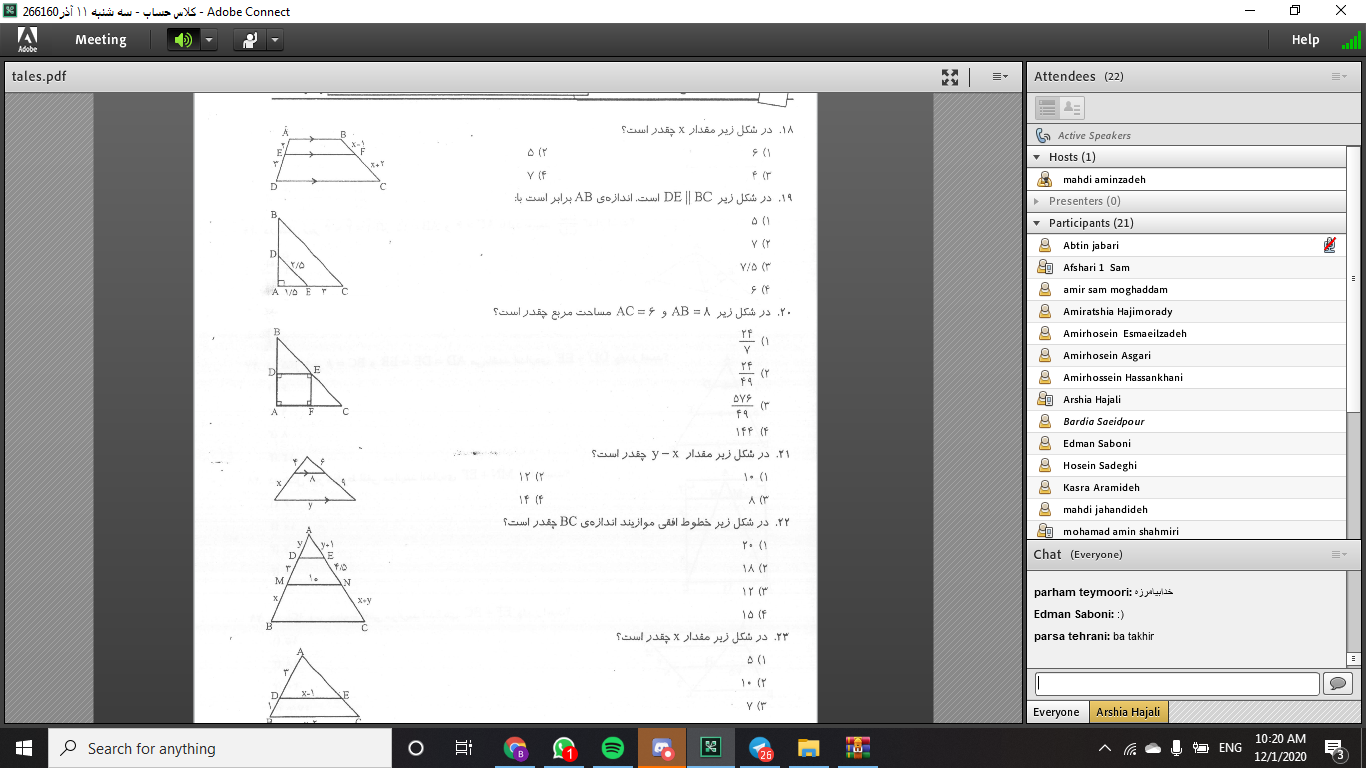 266160کلاس حساب - سه شنبه ۱۱ آذر - Adobe Connect
Adobe
Meeting
Help
tales.pdf
۱۸. در شکل زیر مقدار x چقدر است؟
۱) ۶
۲) ۵
۳) ۴
۴) ۷
A
B
۲
x-۱
E
F
۳
x+۲
D
C
۱۹. در شکل زیر DE || BC است. اندازه‌ی AB برابر است با:
۱) ۵
۲) ۷
۳) ۷/۵
۴) ۶
B
D
۲/۵
A ۱/۵ E ۳ C
۲۰. در شکل زیر AB = ۸ و AC = ۶ مساحت مربع چقدر است؟
۱) ۲۴/۷
۲) ۲۴/۴۹
۳) ۵۷۶/۴۹
۴) ۱۴۴
B
D
E
A F C
۲۱. در شکل زیر مقدار y - x چقدر است؟
۱) ۱۰
۲) ۱۲
۳) ۸
۴) ۱۴
۴ ۶
۸
x ۹
y
۲۲. در شکل زیر خطوط افقی موازیند اندازه‌ی BC چقدر است؟
۱) ۲۰
۲) ۱۸
۳) ۱۲
۴) ۱۵
A
y y+۱
D E
۳ ۴/۵
M ۱۰ N
x x+y
B C
۲۳. در شکل زیر مقدار x چقدر است؟
۱) ۵
۲) ۱۰
۳) ۷
A
۳
D x-۱ E
۱
Attendees (22)
Active Speakers
Hosts (1)
mahdi aminzadeh
Presenters (0)
Participants (21)
Abtin jabari
Afshari 1 Sam
amir sam moghaddam
Amiratshia Hajimorady
Amirhosein Esmaeilzadeh
Amirhosein Asgari
Amirhossein Hassankhani
Arshia Hajali
Bardia Saeidpour
Edman Saboni
Hosein Sadeghi
Kasra Aramideh
mahdi jahandideh
mohamad amin shahmiri
Chat (Everyone)
parham teymoori: خدابیامرزه
Edman Saboni: :)
parsa tehrani: ba takhir
Everyone
Arshia Hajali
Search for anything
1
26
ENG
10:20 AM
12/1/2020
3